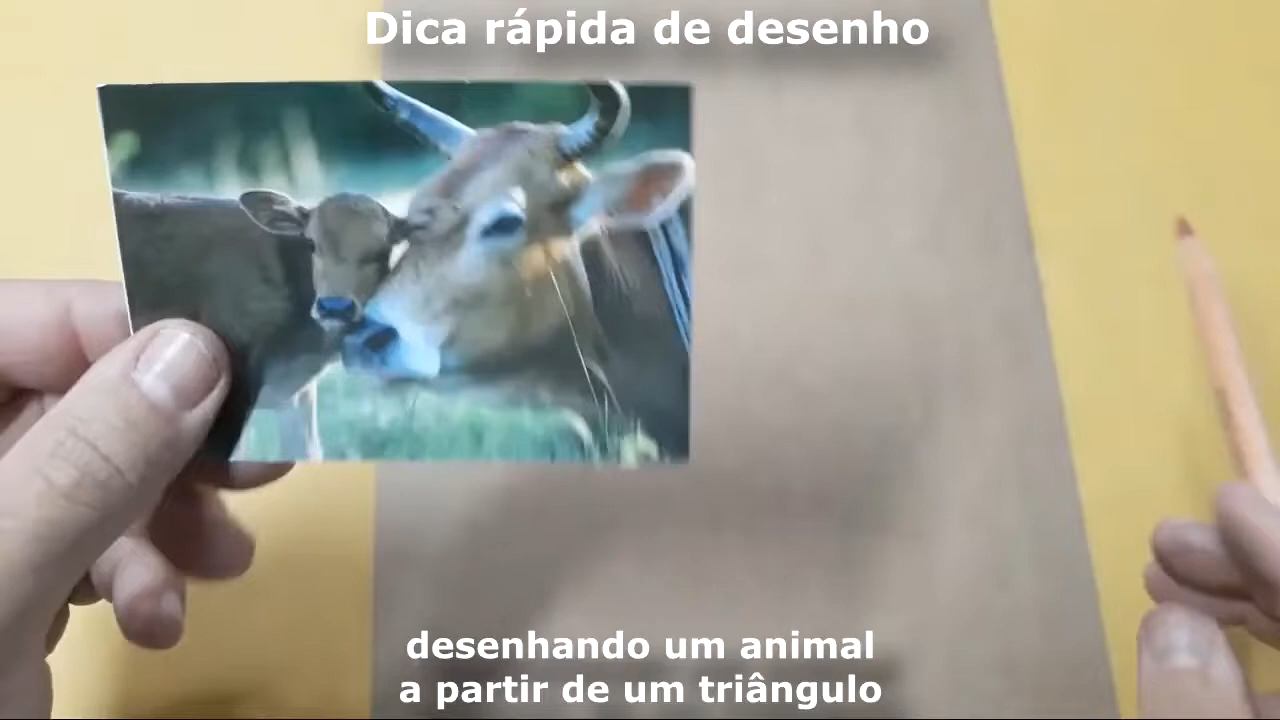 Dica rápida de desenho
desenhando um animal
a partir de um triângulo